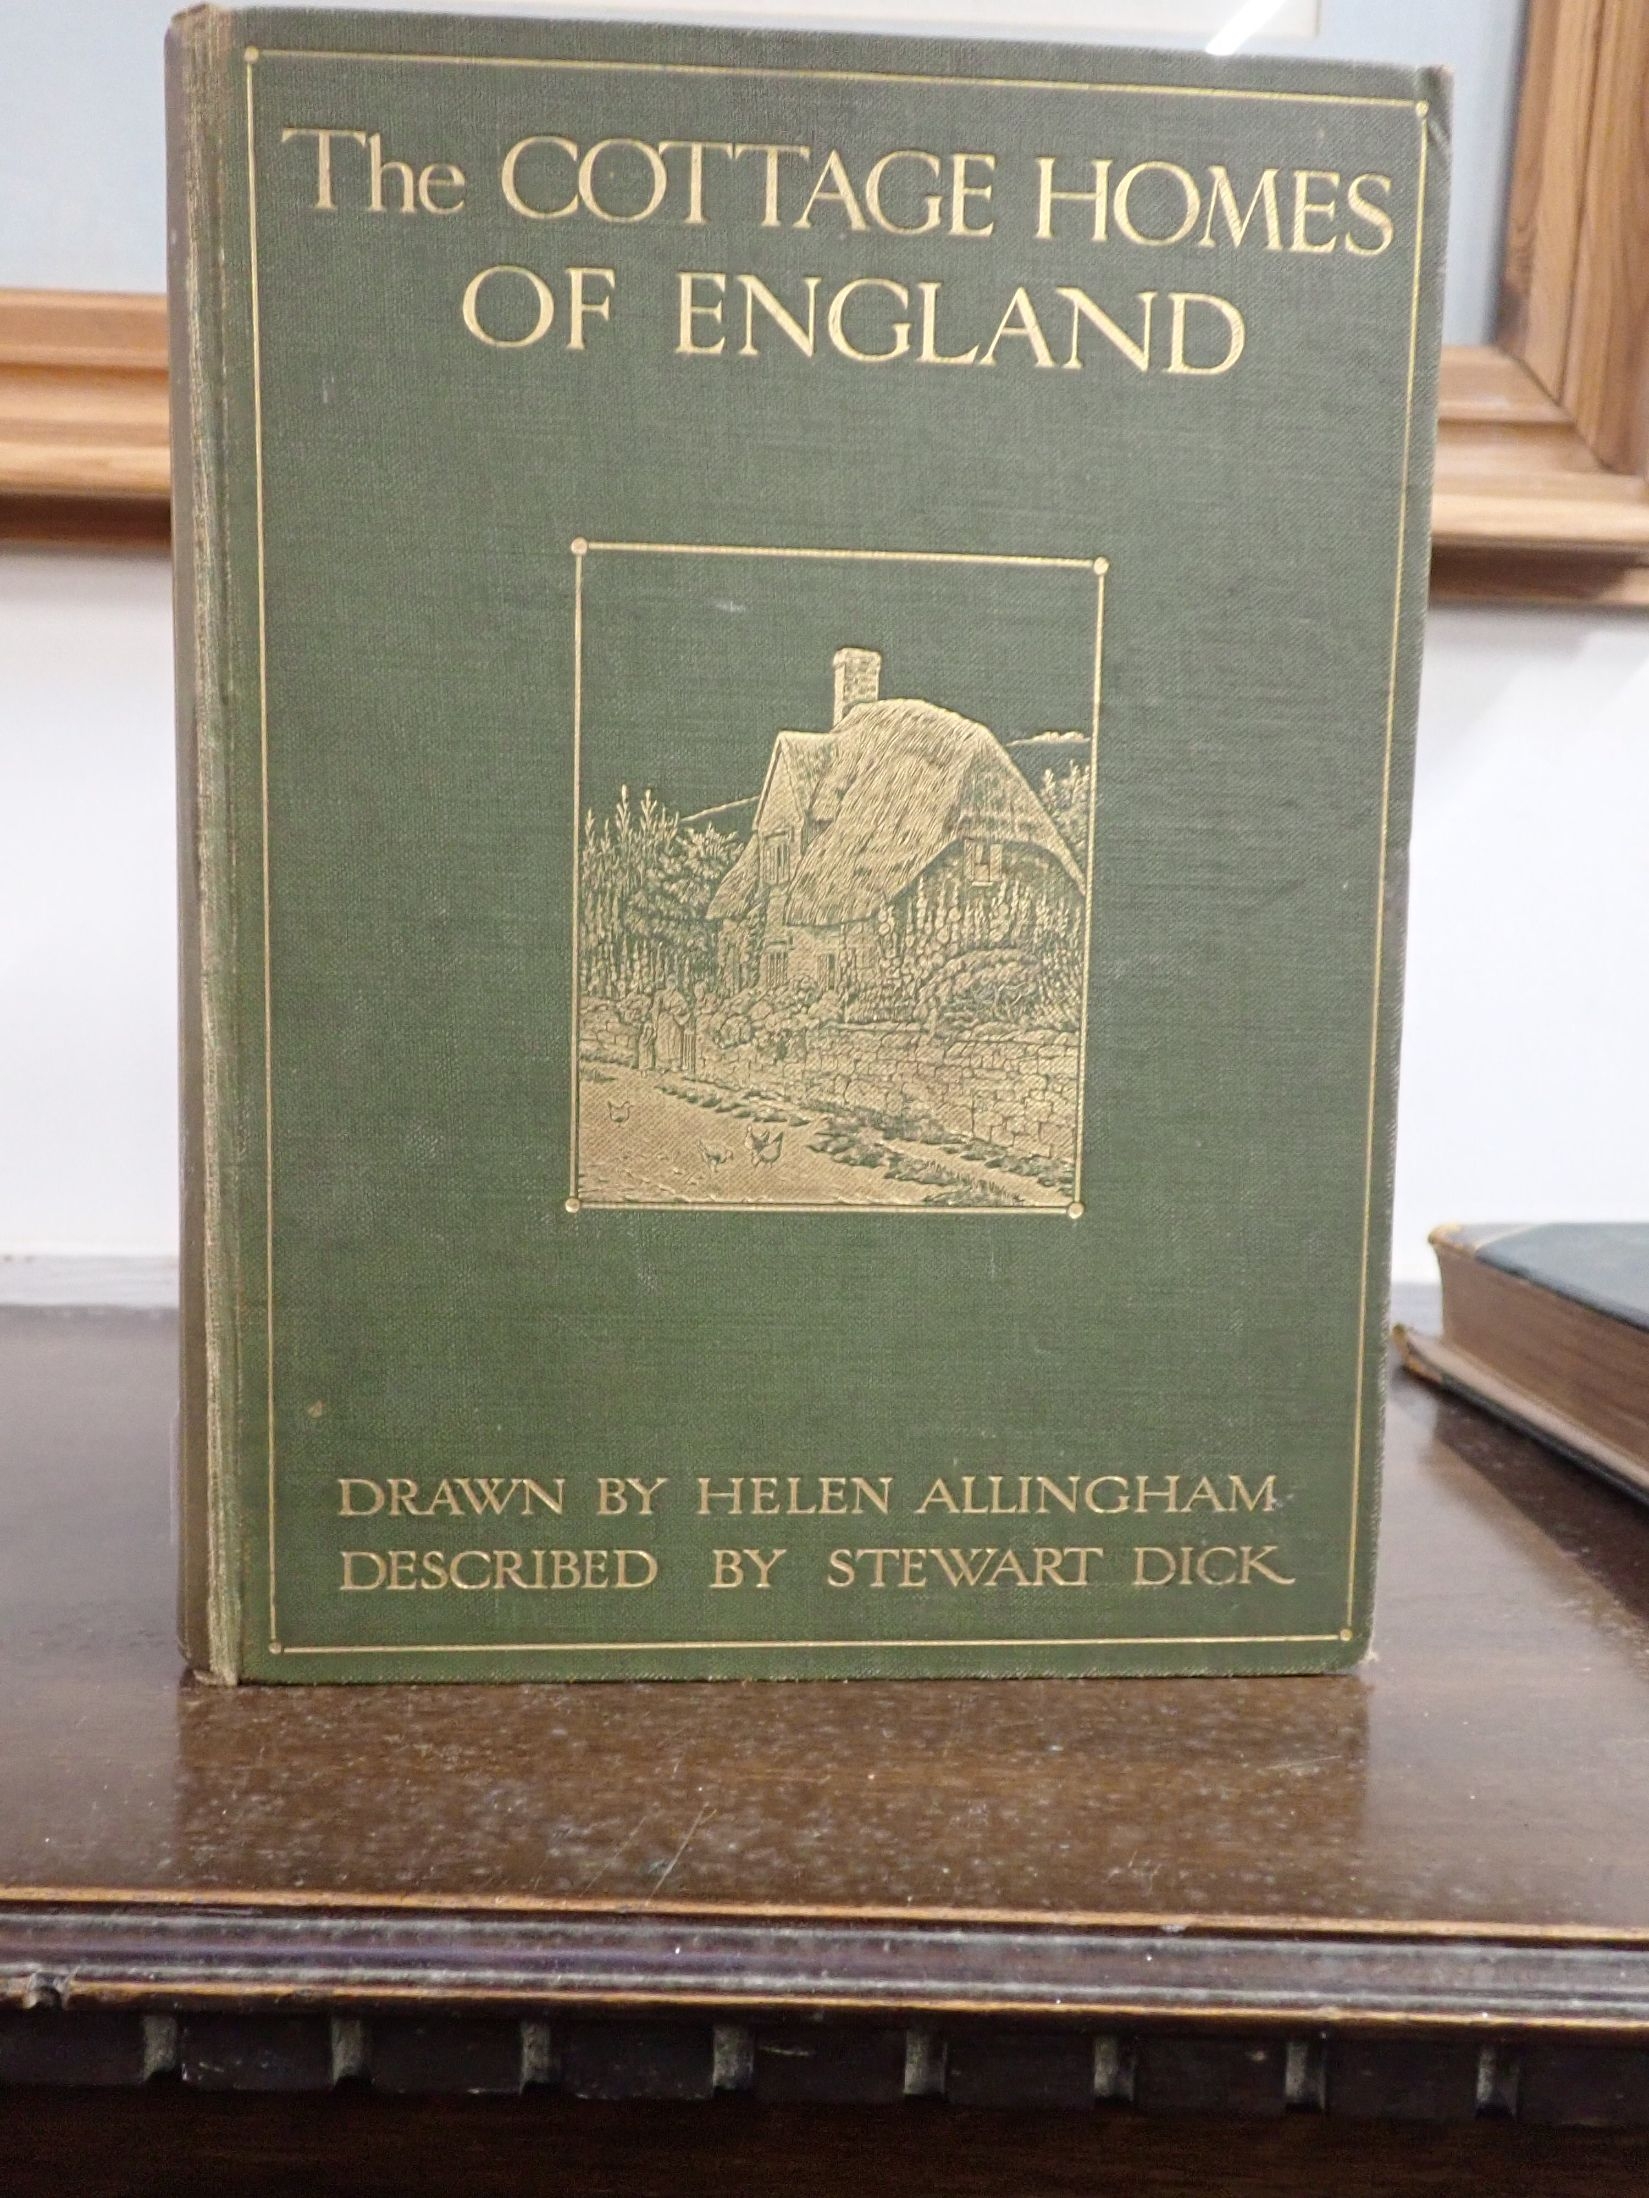 The COTTAGE HOMES
OF ENGLAND
DRAWN BY HELEN ALLINGHAM
DESCRIBED BY STEWART DICK